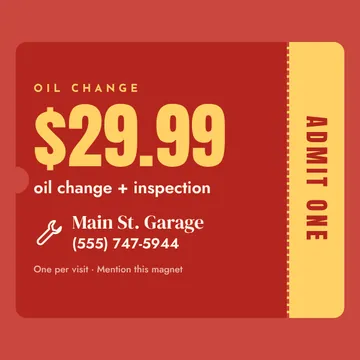 OIL CHANGE
$29.99
oil change + inspection
Main St. Garage
(555) 747-5944
One per visit · Mention this magnet
ADMIT ONE